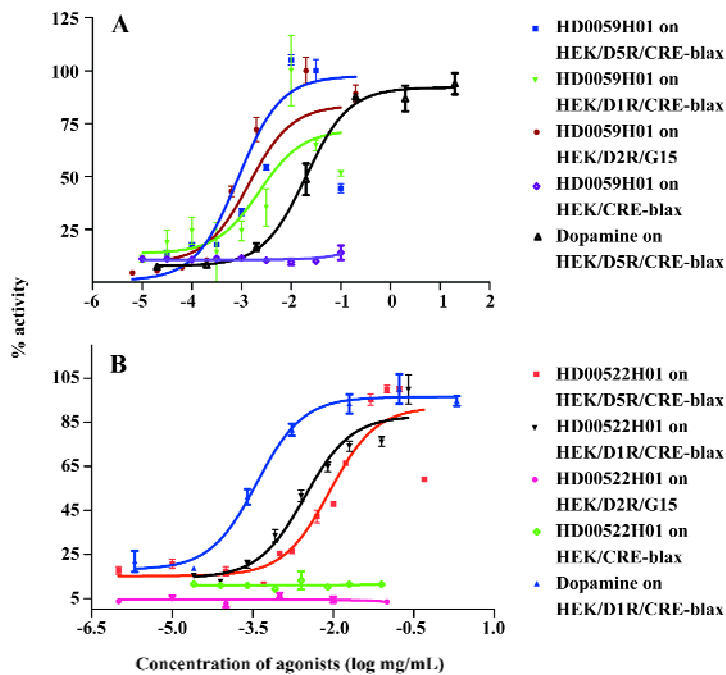 A
125
100
75
50
25
-6
-5
-4
-3
-2
-1
0
1
2
HD0059H01 on
HEK/D5R/CRE-blax
HD0059H01 on
HEK/D1R/CRE-blax
HD0059H01 on
HEK/D2R/G15
HD0059H01 on
HEK/CRE-blax
Dopamine on
HEK/D5R/CRE-blax
% activity
B
105
85
65
45
25
5
-6.5
-5.0
-3.5
-2.0
-0.5
1.0
HD00522H01 on
HEK/D5R/CRE-blax
HD00522H01 on
HEK/D1R/CRE-blax
HD00522H01 on
HEK/D2R/G15
HD00522H01 on
HEK/CRE-blax
Dopamine on
HEK/D1R/CRE-blax
Concentration of agonists (log mg/mL)